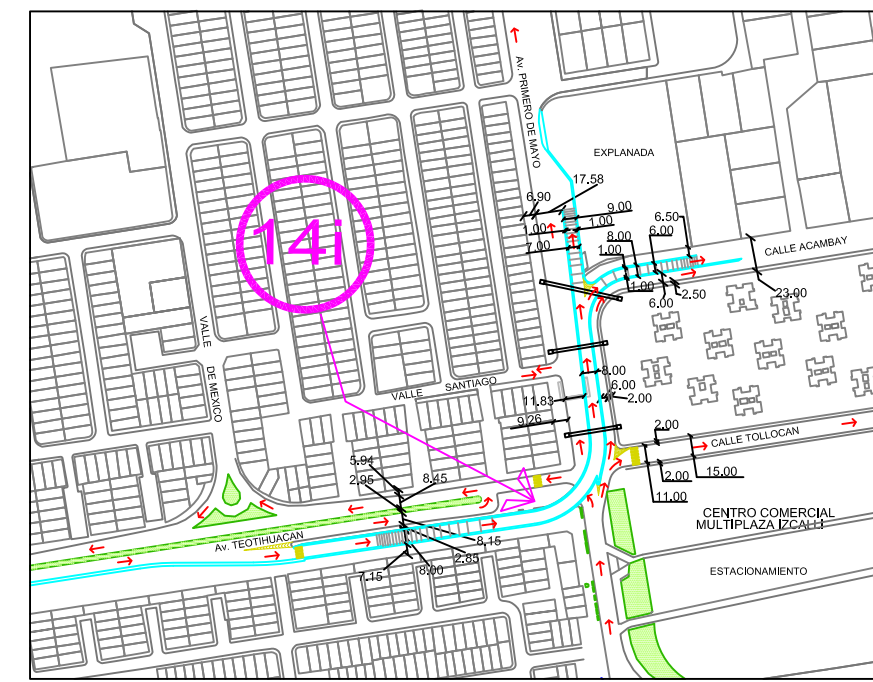 Av. PRIMERO DE MAYO
EXPLANADA
17.58
6.90
9.00
1.00
1.00
7.00
6.50
6.00
8.00
1.00
CALLE ACAMBAY
1.00
2.50
6.00
23.00
14i
VALLE
DE MEXICO
VALLE SANTIAGO
8.00
6.00
2.00
11.83
9.26
2.00
CALLE TOLLOCAN
2.00
15.00
11.00
5.94
8.45
2.95
CENTRO COMERCIAL
MULTIPLAZA IZCALLI
Av. TEOTIHUACAN
8.15
2.85
8.00
7.15
ESTACIONAMIENTO